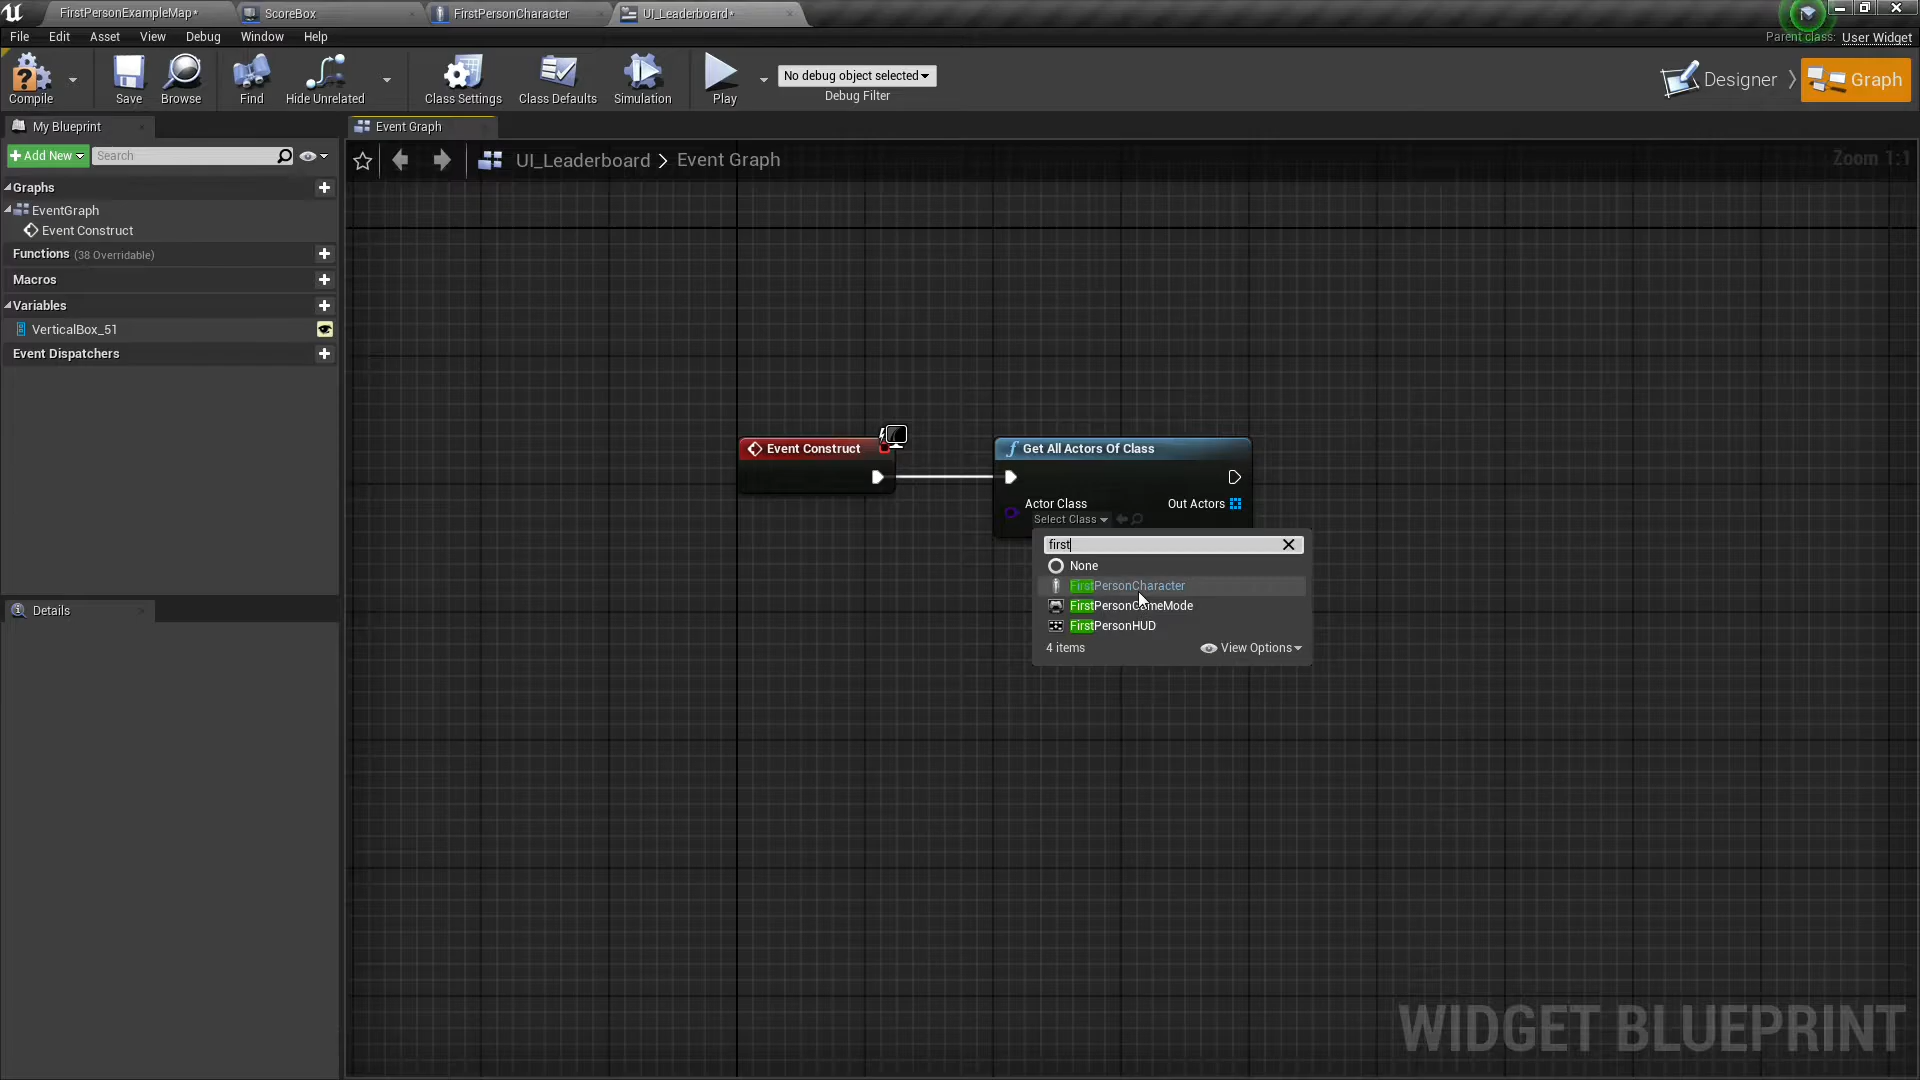 FirstPersonExampleMap*
ScoreBox
FirstPersonCharacter
UI_Leaderboard*
File Edit Asset View Debug Window Help
Parent class: User Widget
Compile
Save
Browse
Find
Hide Unrelated
Class Settings
Class Defaults
Simulation
Play
No debug object selected
Debug Filter
Designer
Graph
My Blueprint
Event Graph
Add New
Search
UI_Leaderboard > Event Graph
Zoom 1:1
Graphs
EventGraph
Event Construct
Functions (38 Overridable)
Macros
Variables
VerticalBox_51
Event Dispatchers
Details
Event Construct
Get All Actors Of Class
Actor Class
Out Actors
Select Class
first
None
FirstPersonCharacter
FirstPersonGameMode
FirstPersonHUD
4 items
View Options
WIDGET BLUEPRINT